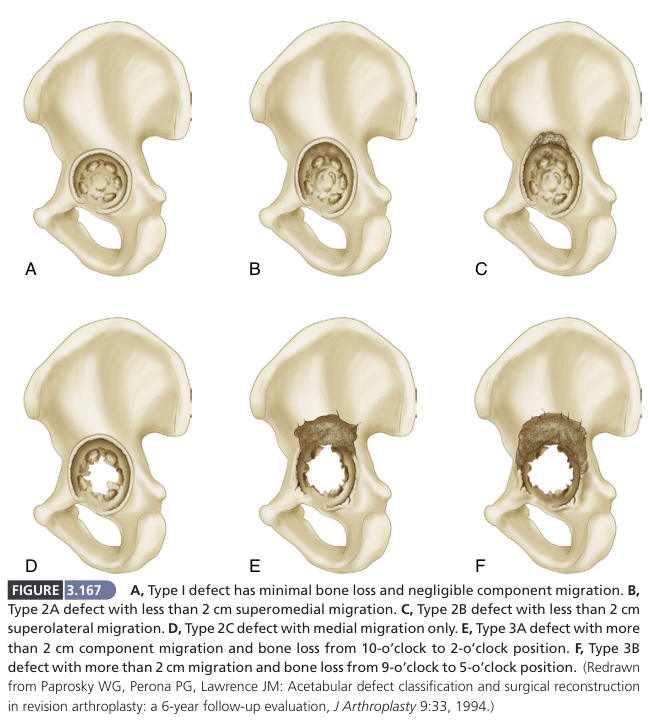 A
B
C
D
E
F
FIGURE 3.167 A, Type I defect has minimal bone loss and negligible component migration. B,
Type 2A defect with less than 2 cm superomedial migration. C, Type 2B defect with less than 2 cm
superolateral migration. D, Type 2C defect with medial migration only. E, Type 3A defect with more
than 2 cm component migration and bone loss from 10-o’clock to 2-o’clock position. F, Type 3B
defect with more than 2 cm migration and bone loss from 9-o’clock to 5-o’clock position. (Redrawn
from Paprosky WG, Perona PG, Lawrence JM: Acetabular defect classification and surgical reconstruction
in revision arthroplasty: a 6-year follow-up evaluation, J Arthroplasty 9:33, 1994.)